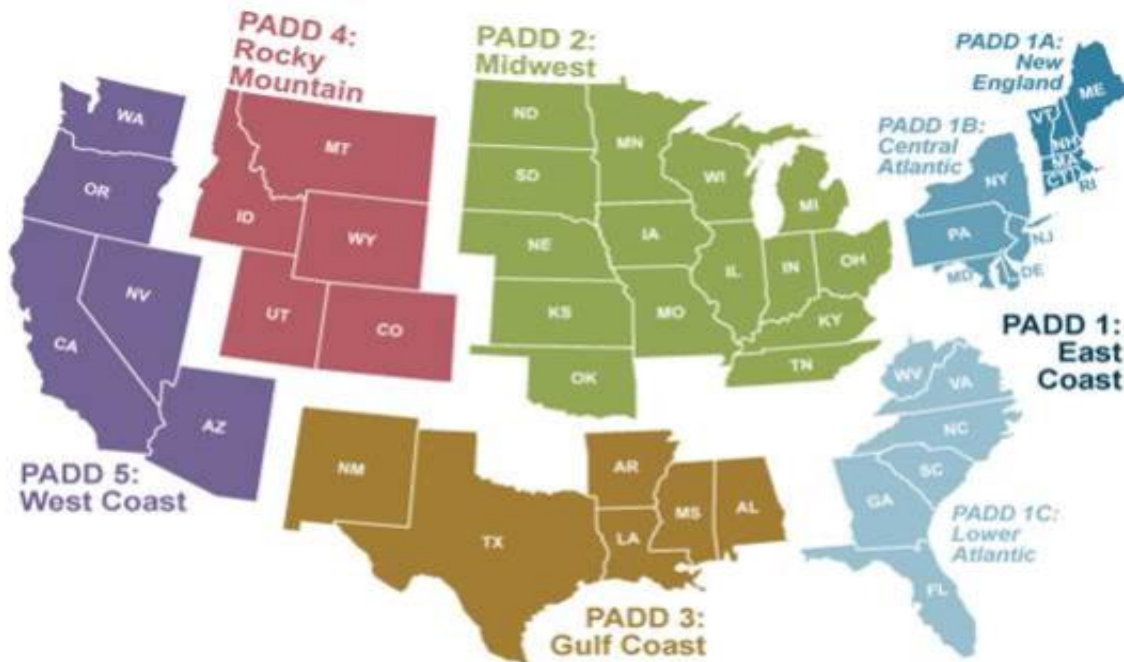 PADD 4:
Rocky
Mountain
PADD 2:
Midwest
PADD 1A:
New
England
PADD 1B:
Central
Atlantic
WA
OR
CA
NV
AZ
PADD 5:
West Coast
MT
ID
WY
UT
CO
ND
SD
NE
KS
OK
MN
IA
MO
WI
IL
MI
IN
OH
KY
TN
ME
VT
NH
MA
CT
RI
NY
PA
NJ
MD
DE
PADD 1:
East
Coast
WV
VA
NC
SC
GA
FL
PADD 1C:
Lower
Atlantic
NM
TX
AR
LA
MS
AL
PADD 3:
Gulf Coast